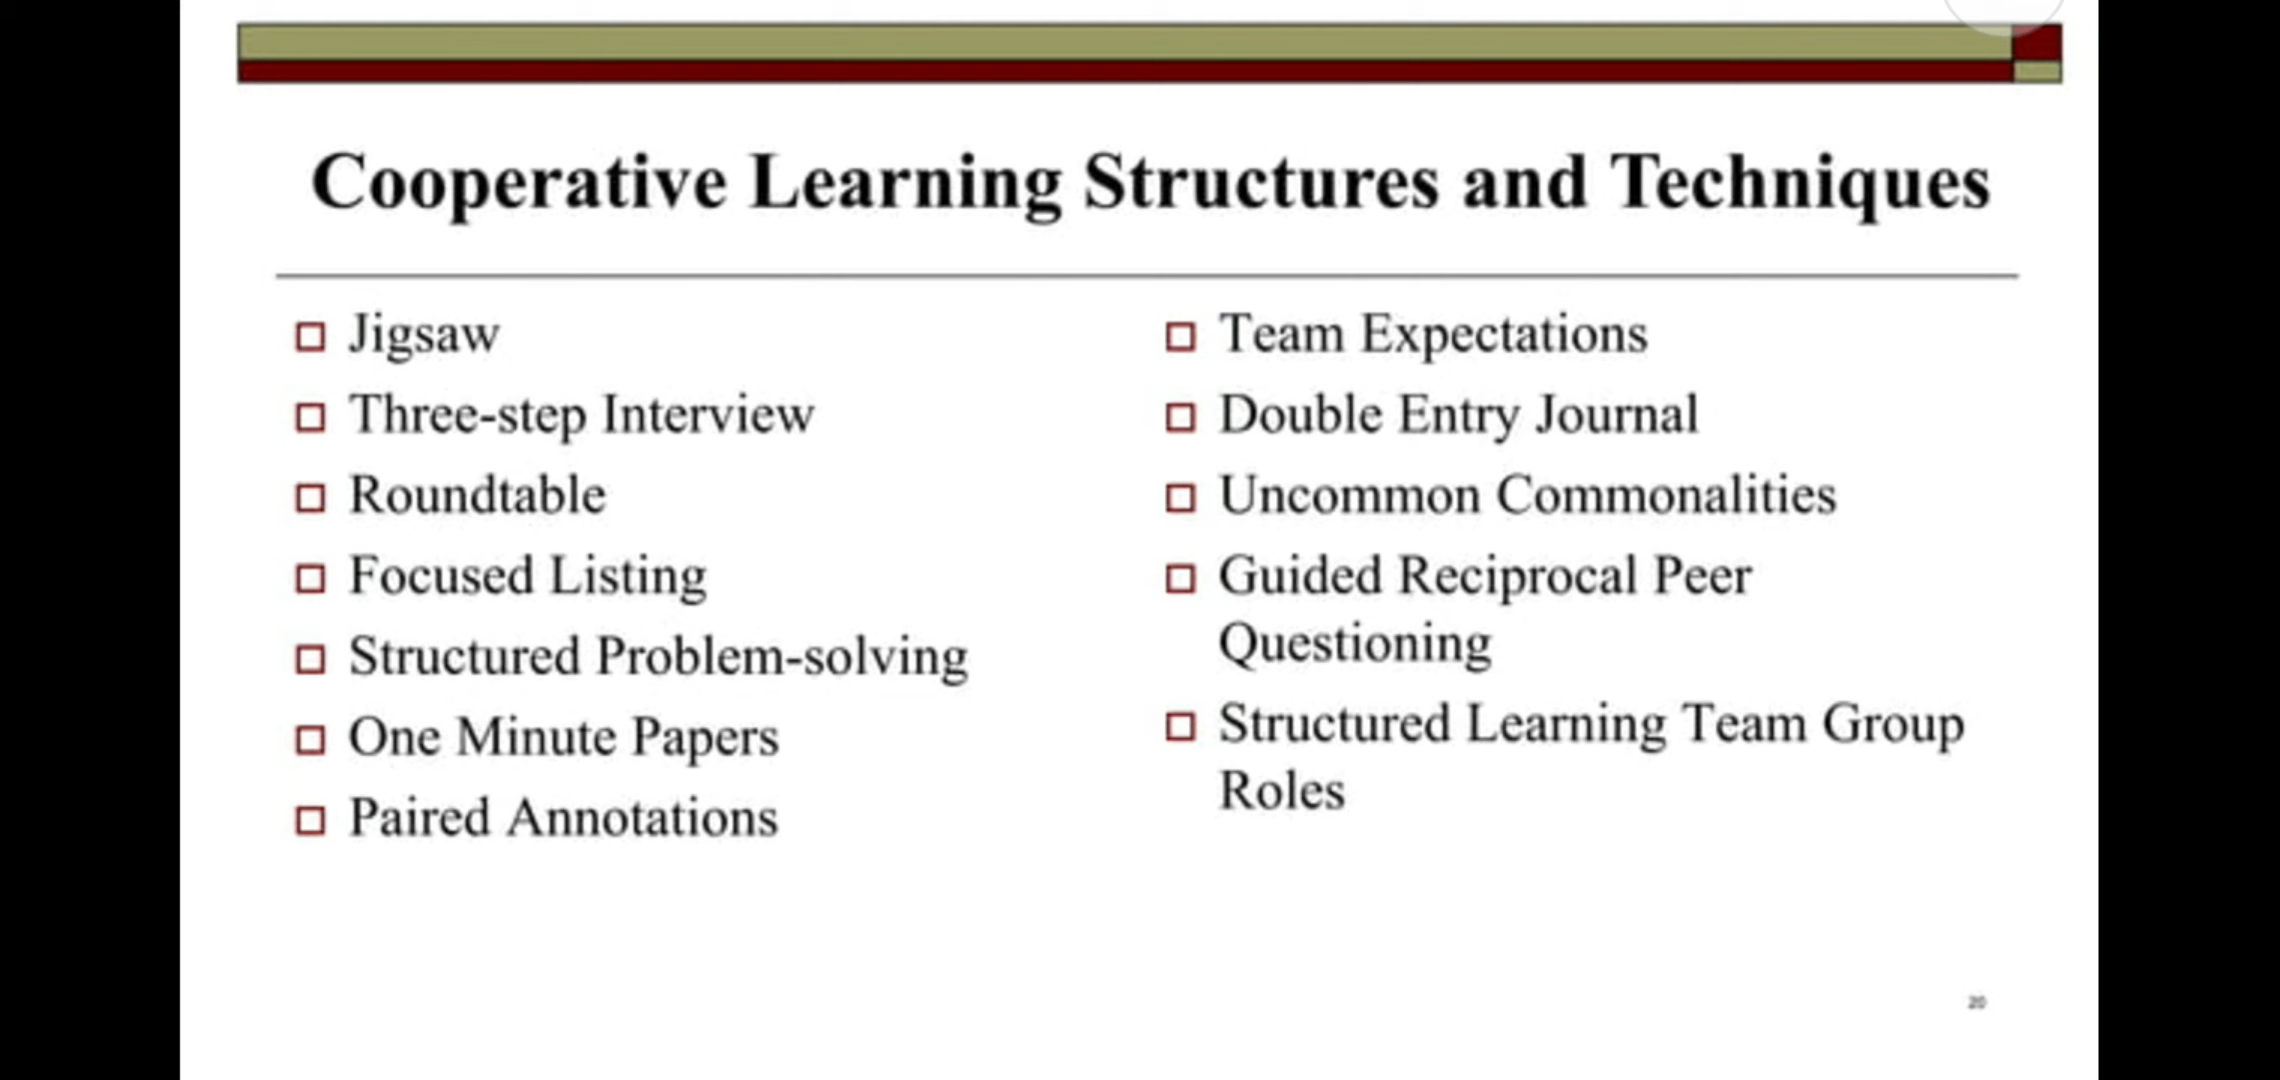 Cooperative Learning Structures and Techniques
Jigsaw
Three-step Interview
Roundtable
Focused Listing
Structured Problem-solving
One Minute Papers
Paired Annotations
Team Expectations
Double Entry Journal
Uncommon Commonalities
Guided Reciprocal Peer
Questioning
Structured Learning Team Group
Roles
20